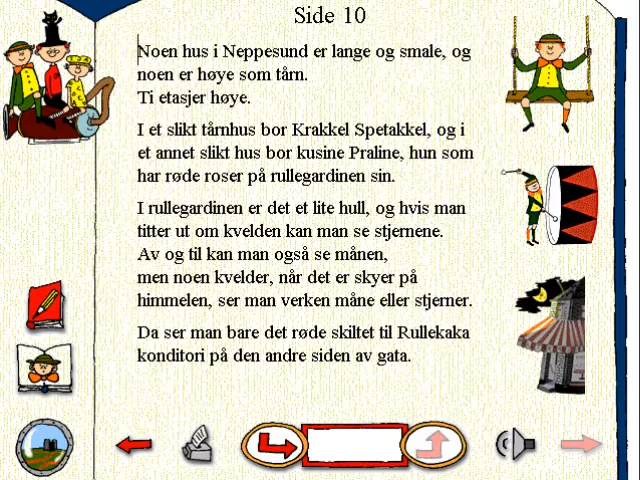 Side 10
Noen hus i Neppesund er lange og smale, og
noen er høye som tårn.
Ti etasjer høye.
I et slikt tårnhus bor Krakkel Spetakkel, og i
et annet slikt hus bor kusine Praline, hun som
har røde roser på rullegardinen sin.
I rullegardinen er det et lite hull, og hvis man
titter ut om kvelden kan man se stjernene.
Av og til kan man også se månen,
men noen kvelder, når det er skyer på
himmelen, ser man verken måne eller stjerner.
Da ser man bare det røde skiltet til Rullekaka
konditori på den andre siden av gata.